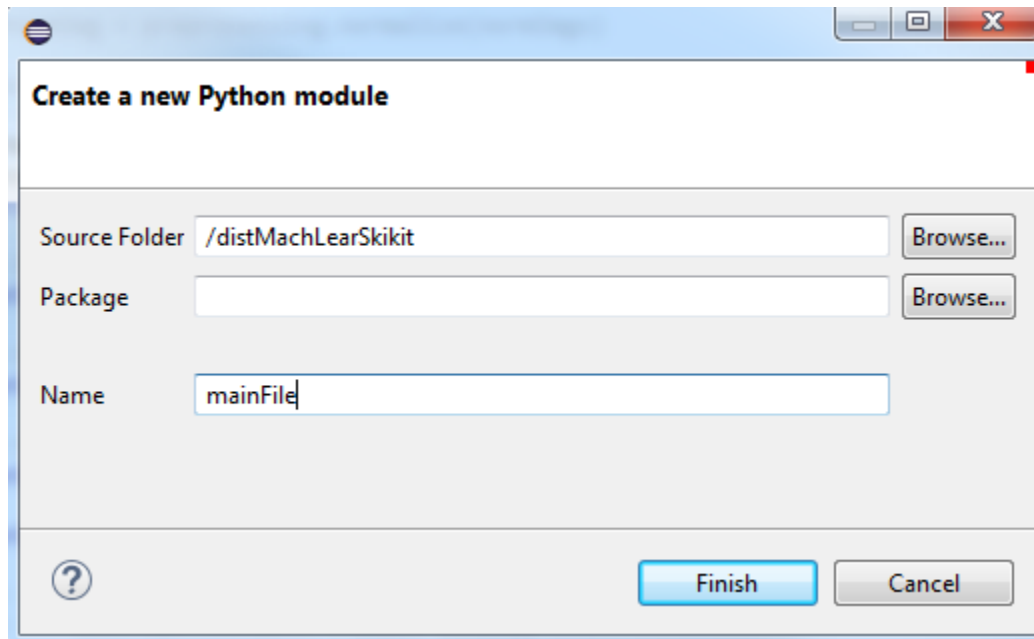 Create a new Python module
Source Folder /distMachLearSkikit Browse...
Package Browse...
Name mainFile
? Finish Cancel